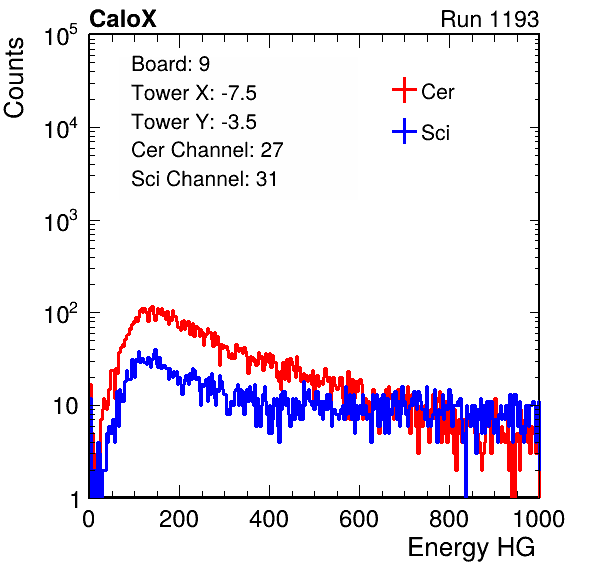 CaloX Run 1193
Counts
10^5
10^4
10^3
10^2
10
1
Board: 9
Tower X: -7.5
Tower Y: -3.5
Cer Channel: 27
Sci Channel: 31
Cer
Sci
0 200 400 600 800 1000
Energy HG